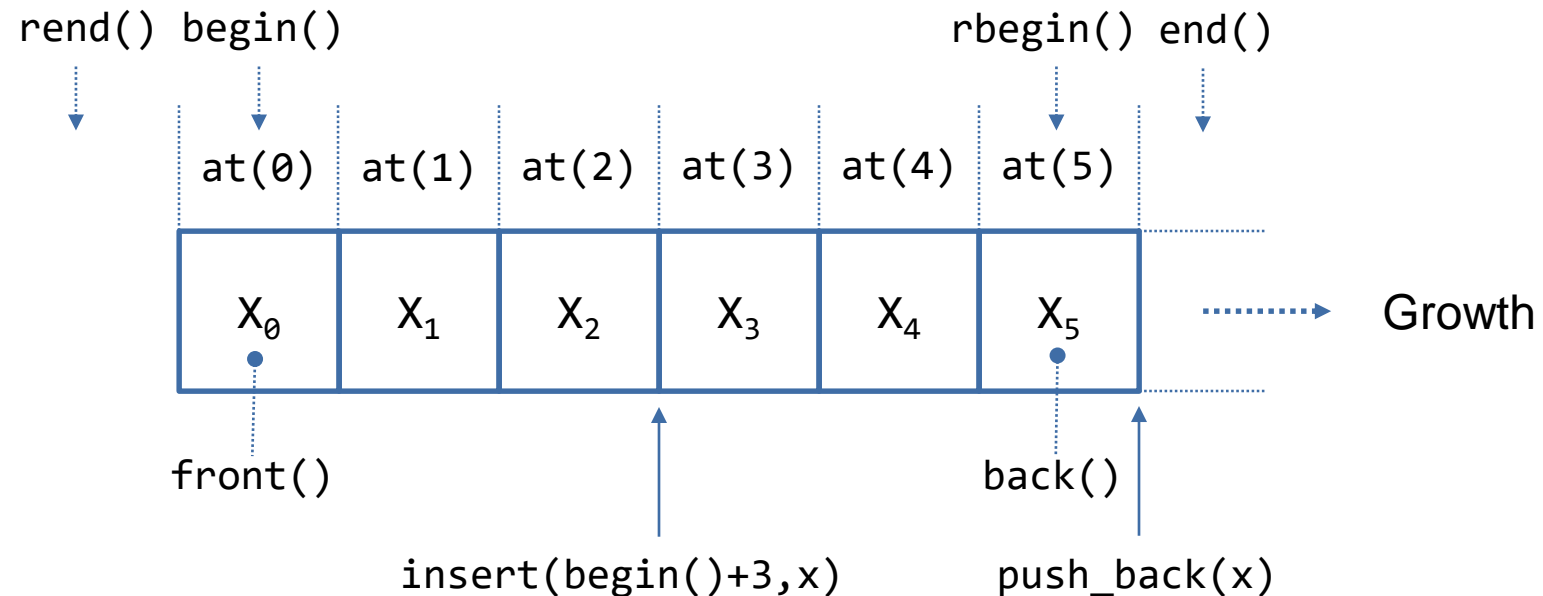 rend() begin() rbegin() end()
at(0) at(1) at(2) at(3) at(4) at(5)
X₀ X₁ X₂ X₃ X₄ X₅ Growth
front() back()
insert(begin()+3,x) push_back(x)